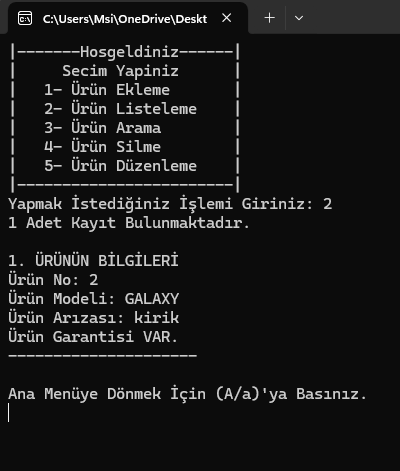 C:\Users\Msi\OneDrive\Deskt
|-------Hosgeldiniz------|
|     Secim Yapiniz      |
|   1- Ürün Ekleme       |
|   2- Ürün Listeleme    |
|   3- Ürün Arama        |
|   4- Ürün Silme        |
|   5- Ürün Düzenleme    |
|------------------------|
Yapmak İstediğiniz İşlemi Giriniz: 2
1 Adet Kayıt Bulunmaktadır.
1. ÜRÜNÜN BİLGİLERİ
Ürün No: 2
Ürün Modeli: GALAXY
Ürün Arızası: kirik
Ürün Garantisi VAR.
---------------------
Ana Menüye Dönmek İçin (A/a)'ya Basınız.